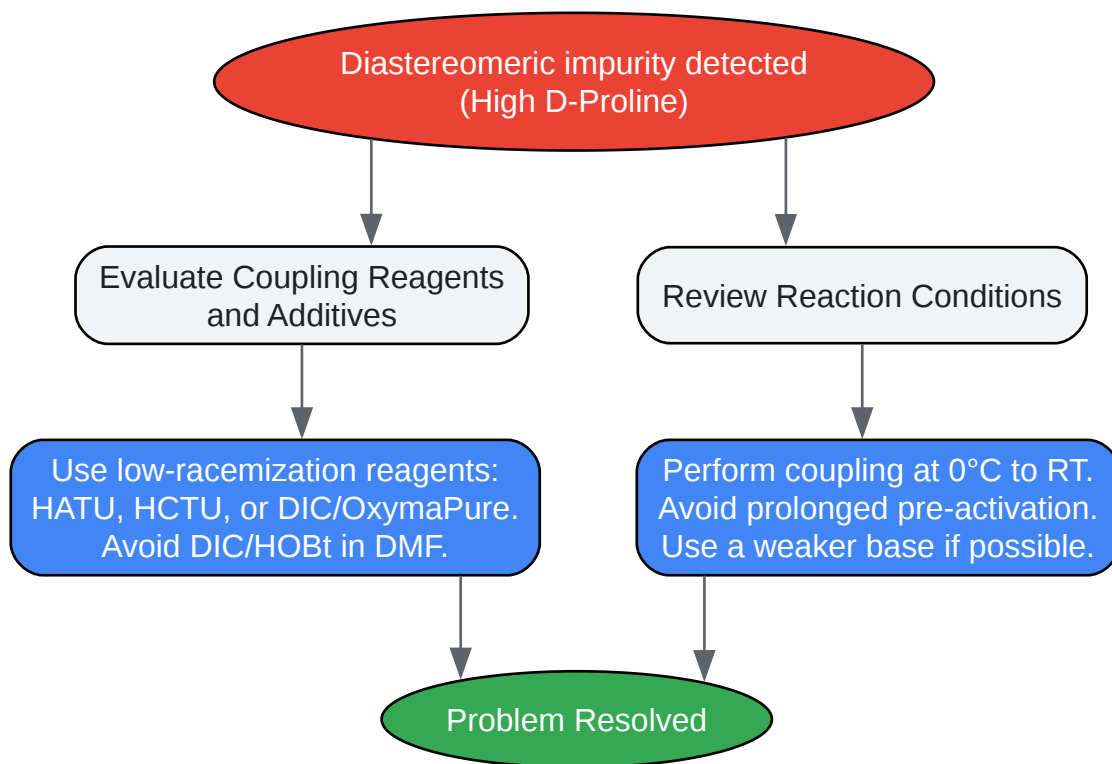 Diastereomeric impurity detected
(High D-Proline)
Evaluate Coupling Reagents
and Additives
Review Reaction Conditions
Use low-racemization reagents:
HATU, HCTU, or DIC/OxymaPure.
Avoid DIC/HOBt in DMF.
Perform coupling at 0°C to RT.
Avoid prolonged pre-activation.
Use a weaker base if possible.
Problem Resolved